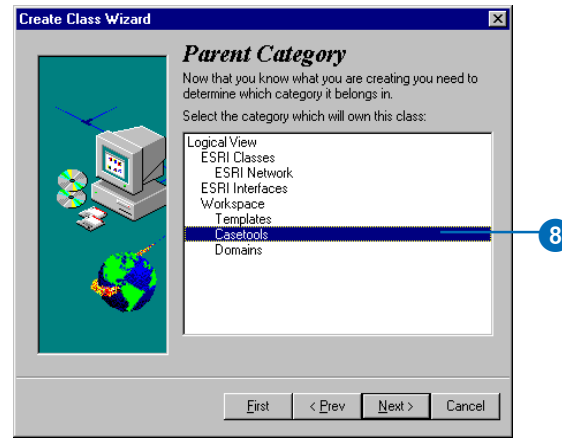 Create Class Wizard
Parent Category
Now that you know what you are creating you need to
determine which category it belongs in.
Select the category which will own this class:
Logical View
ESRI Classes
ESRI Network
ESRI Interfaces
Workspace
Templates
Casetools
Domains
8
First
< Prev
Next >
Cancel